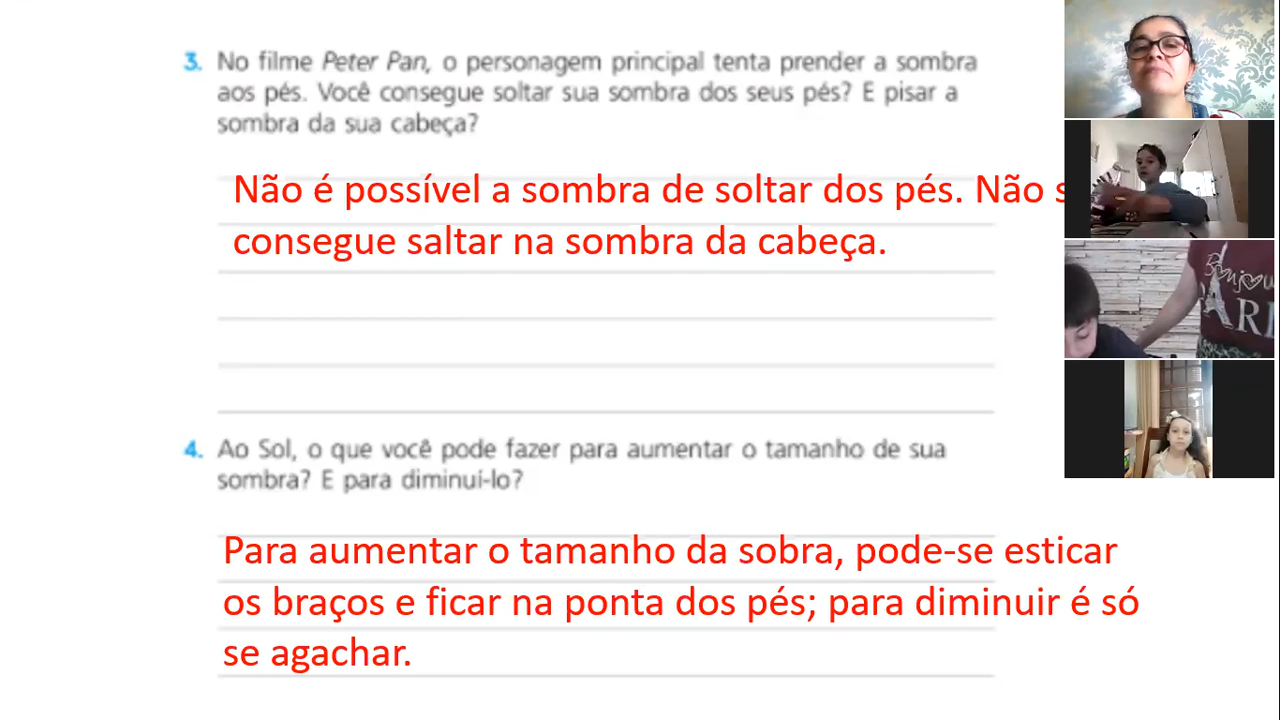 3. No filme Peter Pan, o personagem principal tenta prender a sombra
aos pés. Você consegue soltar sua sombra dos seus pés? E pisar a
sombra da sua cabeça?
Não é possível a sombra de soltar dos pés. Não s
consegue saltar na sombra da cabeça.
4. Ao Sol, o que você pode fazer para aumentar o tamanho de sua
sombra? E para diminuí-lo?
Para aumentar o tamanho da sobra, pode-se esticar
os braços e ficar na ponta dos pés; para diminuir é só
se agachar.